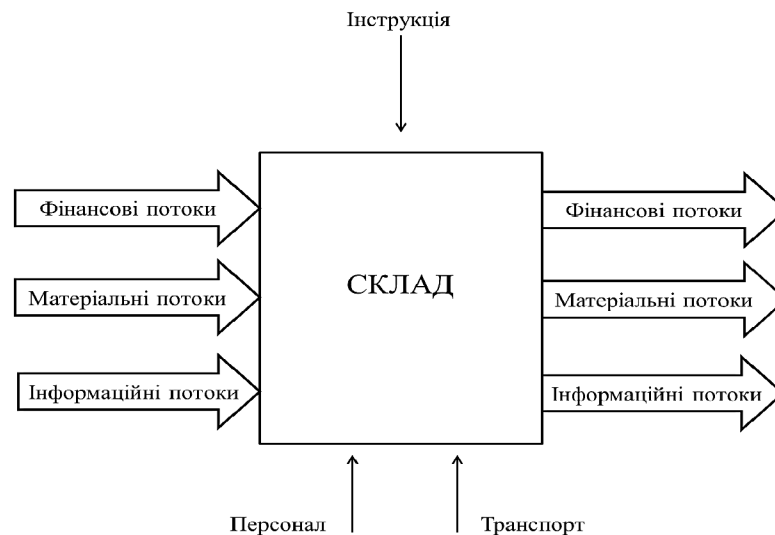 Інструкція
Фінансові потоки
Фінансові потоки
СКЛАД
Матеріальні потоки
Матеріальні потоки
Інформаційні потоки
Інформаційні потоки
Персонал
Транспорт